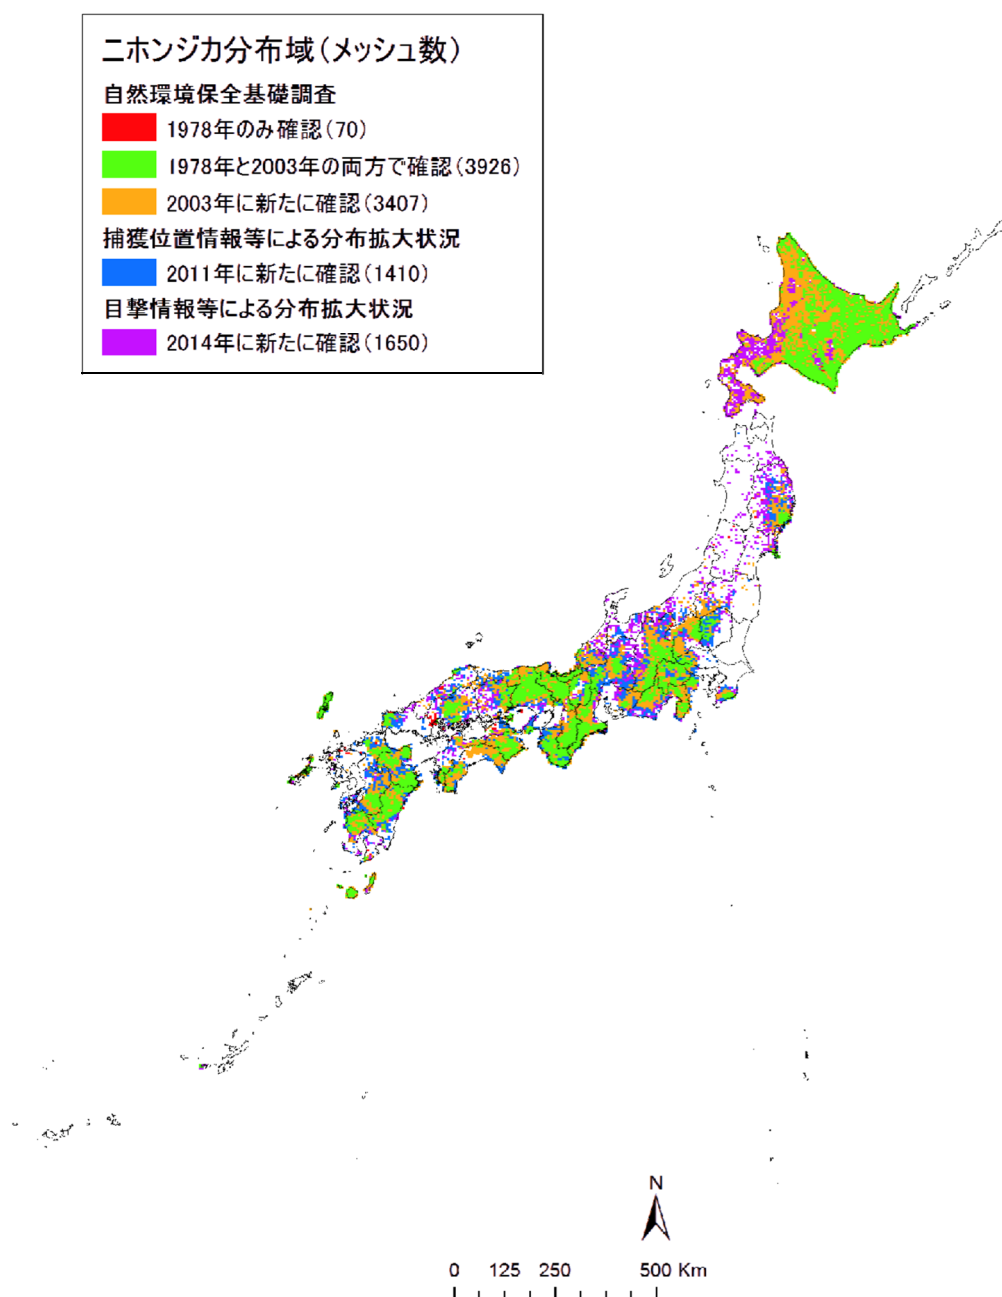 ニホンジカ分布域(メッシュ数)
自然環境保全基礎調査
1978年のみ確認(70)
1978年と2003年の両方で確認(3926)
2003年に新たに確認(3407)
捕獲位置情報等による分布拡大状況
2011年に新たに確認(1410)
目撃情報等による分布拡大状況
2014年に新たに確認(1650)
N
0 125 250 500 Km